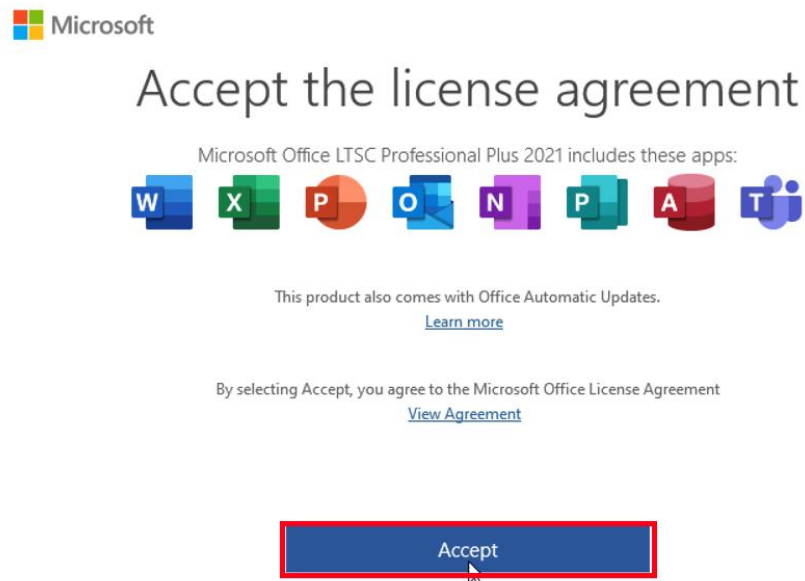 Microsoft
Accept the license agreement
Microsoft Office LTSC Professional Plus 2021 includes these apps:
W X P O N P A T
This product also comes with Office Automatic Updates.
Learn more
By selecting Accept, you agree to the Microsoft Office License Agreement
View Agreement
Accept